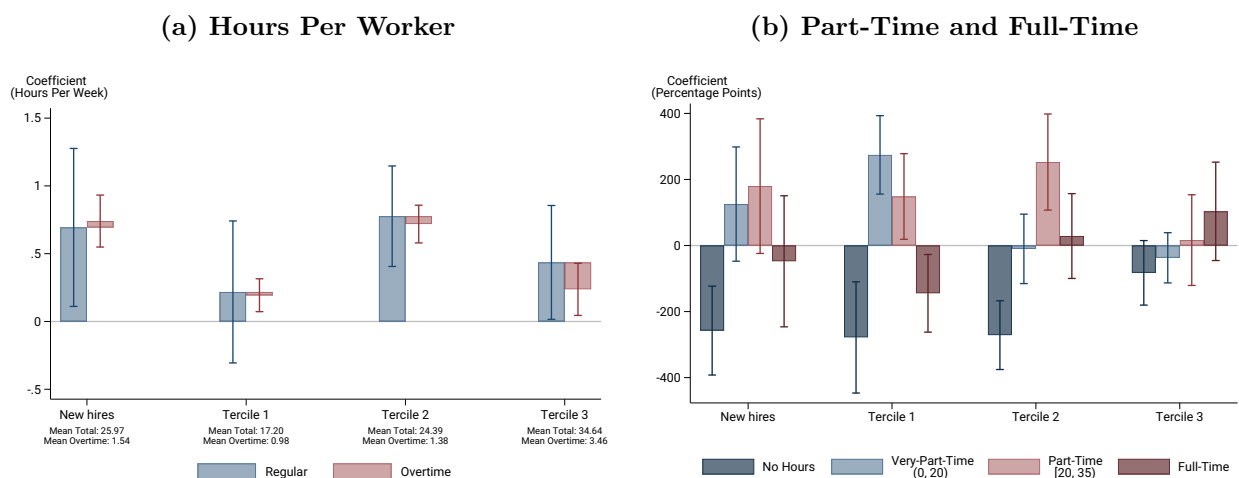 (a) Hours Per Worker
Coefficient
(Hours Per Week)
1.5
1
.5
0
-.5
New hires
Mean Total: 25.97
Mean Overtime: 1.54
Tercile 1
Mean Total: 17.20
Mean Overtime: 0.98
Tercile 2
Mean Total: 24.39
Mean Overtime: 1.38
Tercile 3
Mean Total: 34.64
Mean Overtime: 3.46
Regular
Overtime
(b) Part-Time and Full-Time
Coefficient
(Percentage Points)
400
200
0
-200
-400
New hires
Tercile 1
Tercile 2
Tercile 3
No Hours
Very-Part-Time
(0, 20)
Part-Time
[20, 35)
Full-Time